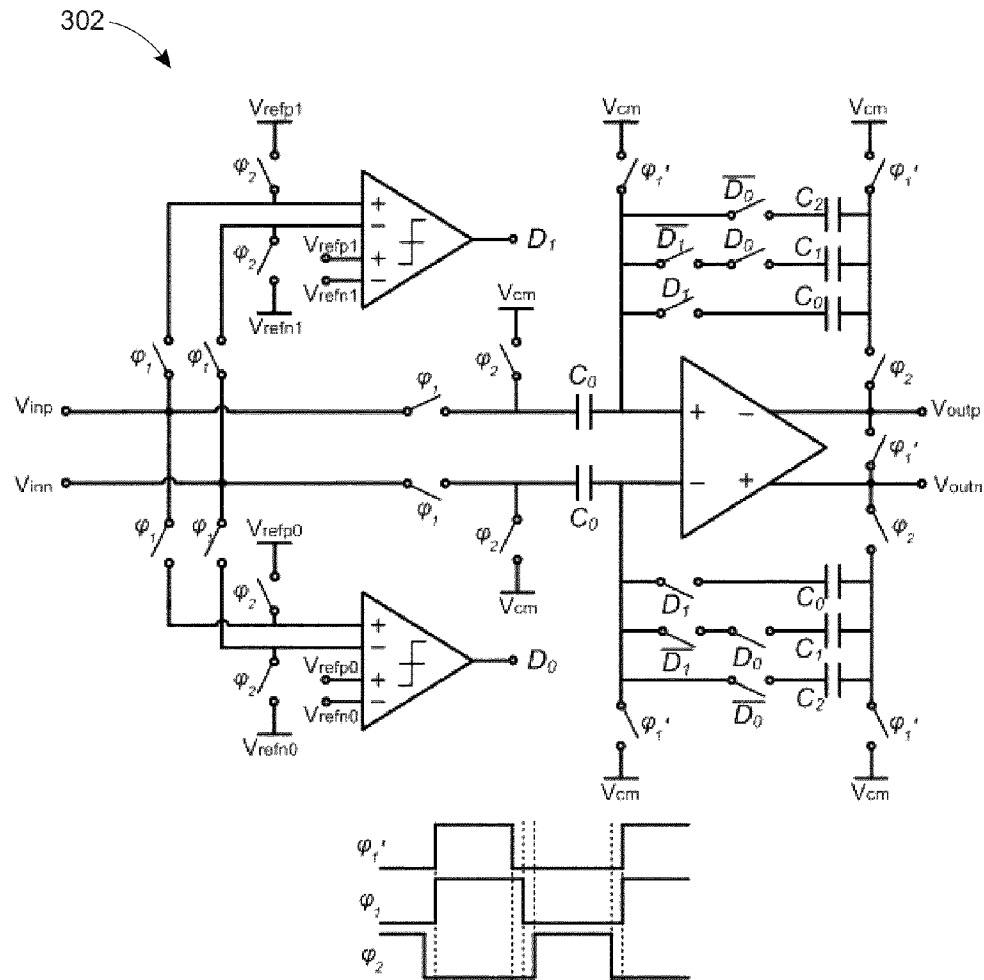 302
Vrefp1
Vcm
Vcm
φ2
φ1'
φ1'
D0
C2
D1
D0
C1
D1
C0
+
−
Vrefp1
+
Vrefn1
−
D1
φ2
Vrefn1
Vcm
φ1
φ1
φ2
φ2
φ1
C0
Vinp
+
−
Voutp
φ1'
Vinn
−
+
Voutn
φ1
C0
φ1
φ1
Vrefp0
φ2
φ2
φ2
Vcm
D1
C0
+
−
Vrefp0
+
Vrefn0
−
D0
D1
D0
C1
φ2
D0
C2
Vrefn0
φ1'
φ1'
Vcm
Vcm
φ1'
φ1
φ2